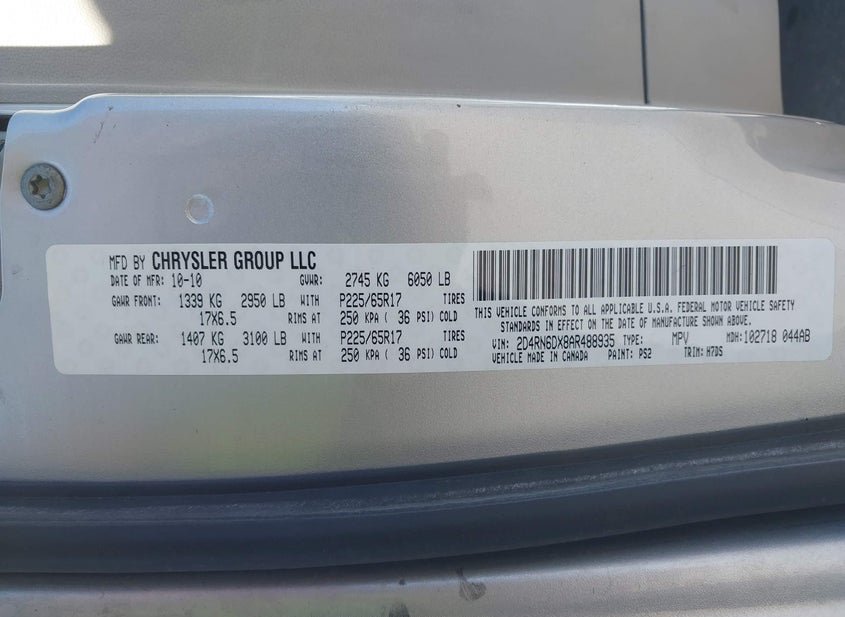 MFD BY CHRYSLER GROUP LLC
DATE OF MFR: 10-10 GVWR: 2745 KG 6050 LB
GAWR FRONT: 1339 KG 2950 LB WITH P225/65R17 TIRES
17X6.5 RIMS AT 250 KPA ( 36 PSI) COLD
GAWR REAR: 1407 KG 3100 LB WITH P225/65R17 TIRES
17X6.5 RIMS AT 250 KPA ( 36 PSI) COLD
THIS VEHICLE CONFORMS TO ALL APPLICABLE U.S.A. FEDERAL MOTOR VEHICLE SAFETY
STANDARDS IN EFFECT ON THE DATE OF MANUFACTURE SHOWN ABOVE.
VIN: 2D4RN6DX8AR488935 TYPE: MPV MDH:102718 044AB
VEHICLE MADE IN CANADA PAINT: PS2 TRIM: H7DS